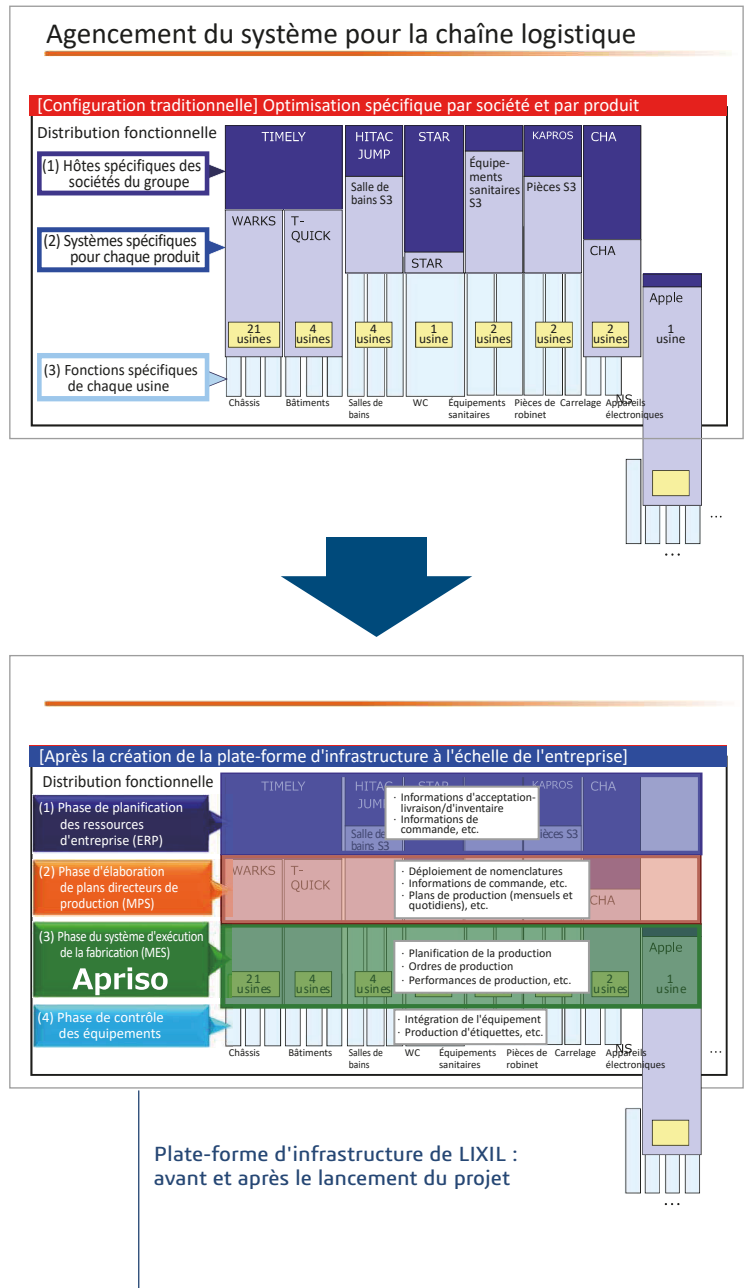 Agencement du système pour la chaîne logistique
[Configuration traditionnelle] Optimisation spécifique par société et par produit
Distribution fonctionnelle
(1) Hôtes spécifiques des
sociétés du groupe
(2) Systèmes spécifiques
pour chaque produit
(3) Fonctions spécifiques
de chaque usine
TIMELY
HITAC
JUMP
STAR
KAPROS
CHA
Salle de
bains S3
Équipe-
ments
sanitaires
S3
Pièces S3
WARKS
T-
QUICK
STAR
CHA
Apple
21
usines
4
usines
4
usines
1
usine
2
usines
2
usines
2
usines
1
usine
NS
Châssis
Bâtiments
Salles de
bains
WC
Équipements
sanitaires
Pièces de
robinet
Carrelage
Appareils
électroniques
...
...
[Après la création de la plate-forme d'infrastructure à l'échelle de l'entreprise]
Distribution fonctionnelle
(1) Phase de planification
des ressources
d'entreprise (ERP)
TIMELY
HITAC
JUMP
STAR
KAPROS
CHA
Salle de
bains S3
Pièces S3
· Informations d'acceptation-
livraison/d'inventaire
· Informations de
commande, etc.
(2) Phase d'élaboration
de plans directeurs de
production (MPS)
WARKS
T-
QUICK
CHA
· Déploiement de nomenclatures
· Informations de commande, etc.
· Plans de production (mensuels et
quotidiens), etc.
(3) Phase du système d'exécution
de la fabrication (MES)
Apriso
21
usines
4
usines
4
usines
2
usines
Apple
1
usine
· Planification de la production
· Ordres de production
· Performances de production, etc.
(4) Phase de contrôle
des équipements
· Intégration de l'équipement
· Production d'étiquettes, etc.
NS
Châssis
Bâtiments
Salles de
bains
WC
Équipements
sanitaires
Pièces de
robinet
Carrelage
Appareils
électroniques
...
...
Plate-forme d'infrastructure de LIXIL :
avant et après le lancement du projet